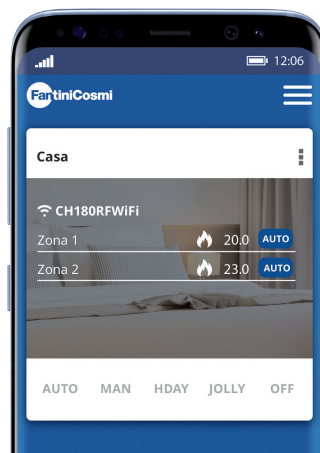 12:06
FantiniCosmi
Casa
CH180RFWiFi
Zona 1 20.0 AUTO
Zona 2 23.0 AUTO
AUTO MAN HDAY JOLLY OFF